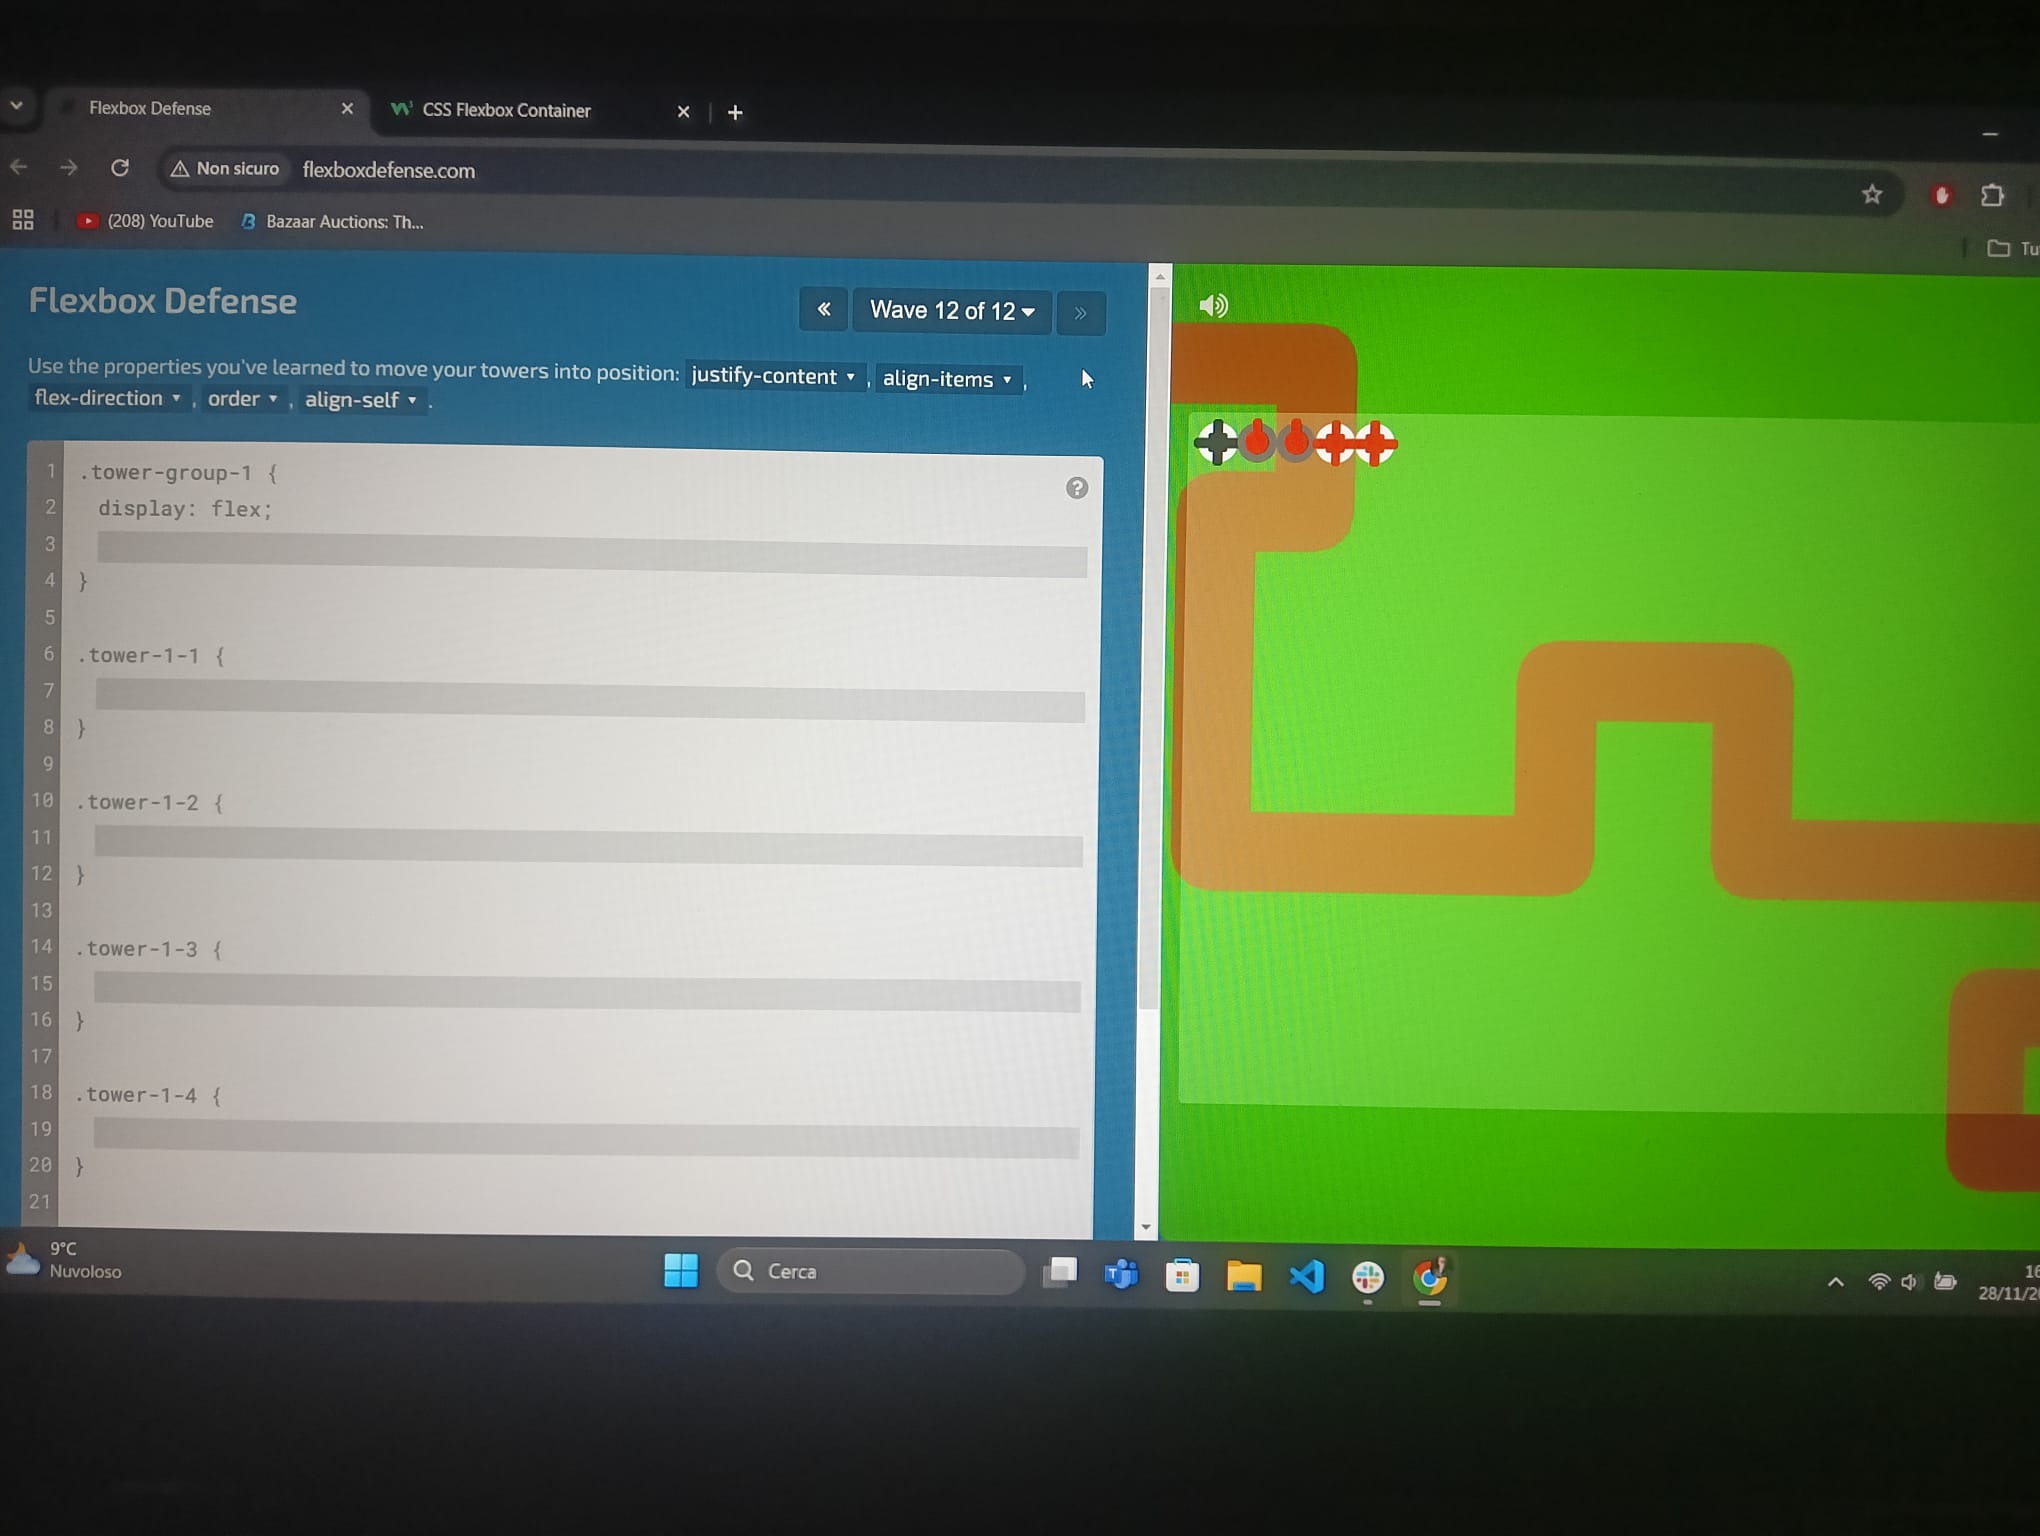 Flexbox Defense
CSS Flexbox Container
Non sicuro flexboxdefense.com
(208) YouTube
Bazaar Auctions: Th...
Flexbox Defense
« Wave 12 of 12 »
Use the properties you've learned to move your towers into position: justify-content , align-items ,
flex-direction , order , align-self .
1 .tower-group-1 {
2 display: flex;
3
4 }
5
6 .tower-1-1 {
7
8 }
9
10 .tower-1-2 {
11
12 }
13
14 .tower-1-3 {
15
16 }
17
18 .tower-1-4 {
19
20 }
21
?
9°C
Nuvoloso
Cerca
28/11/2